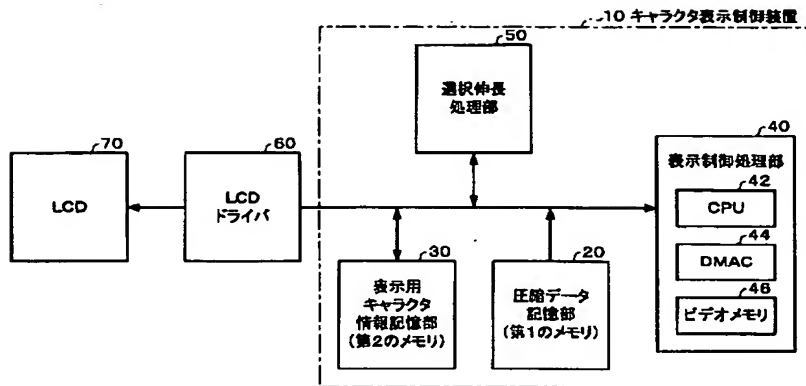 10 キャラクタ表示制御装置
50
選択伸長
処理部
70
LCD
60
LCD
ドライバ
40
表示制御処理部
42
CPU
44
DMAC
46
ビデオメモリ
30
表示用
キャラクタ
情報記憶部
(第2のメモリ)
20
圧縮データ
記憶部
(第1のメモリ)